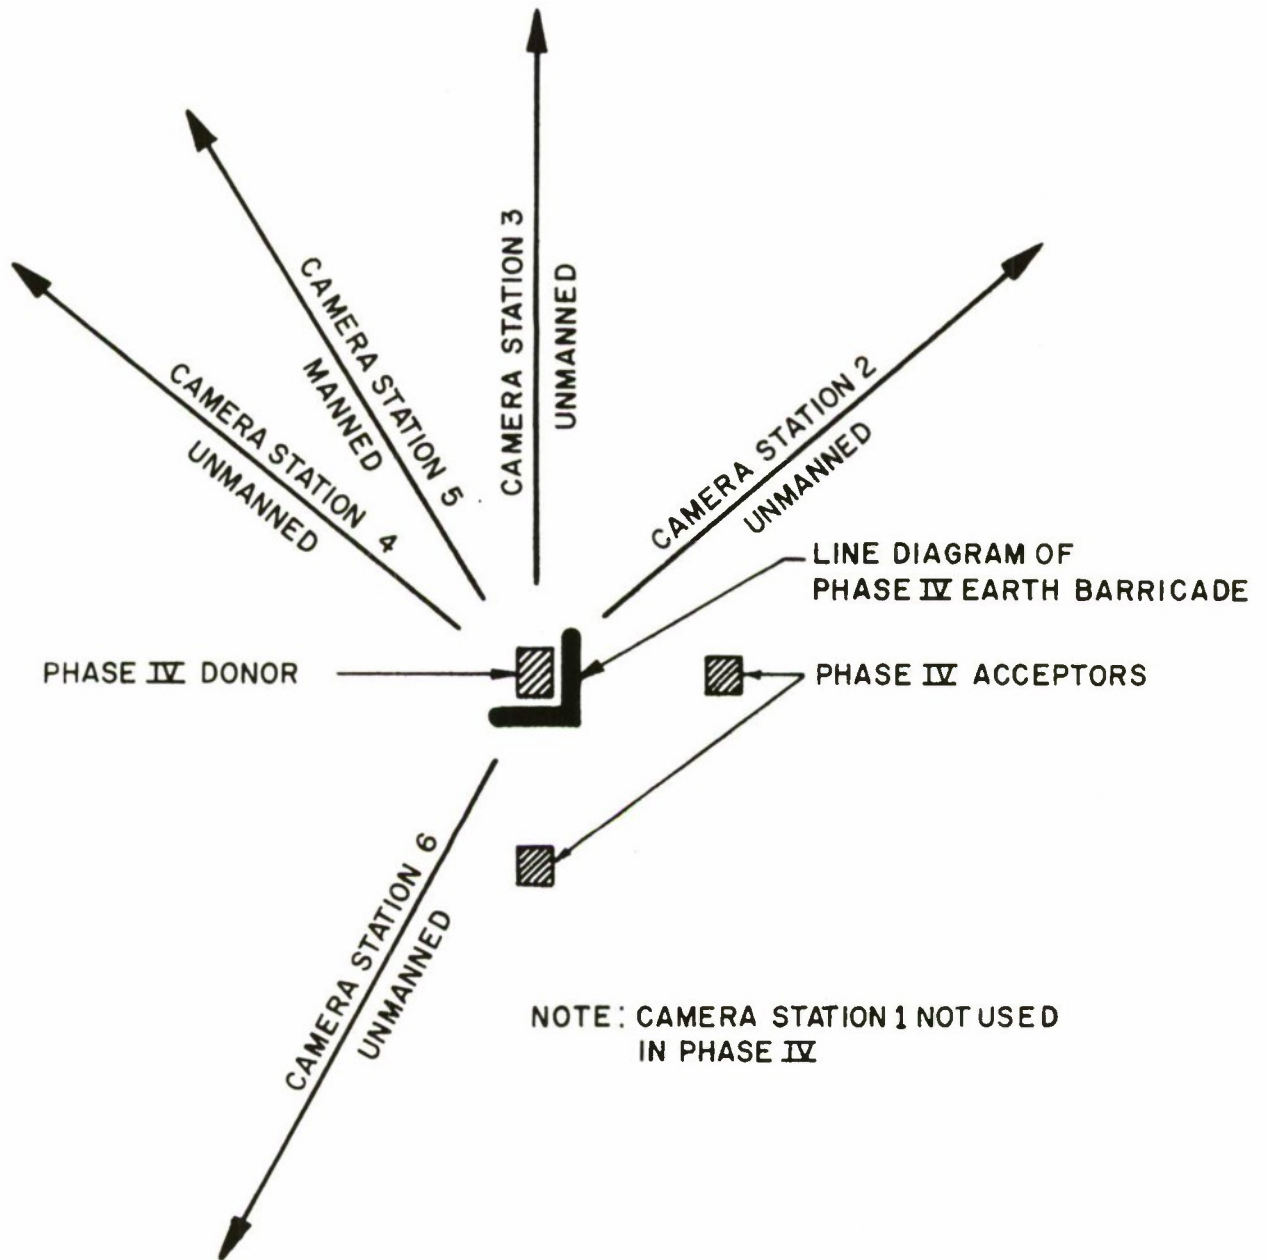 CAMERA STATION 3
UNMANNED
CAMERA STATION 5
MANNED
CAMERA STATION 4
UNMANNED
CAMERA STATION 2
UNMANNED
LINE DIAGRAM OF
PHASE IV EARTH BARRICADE
PHASE IV DONOR
PHASE IV ACCEPTORS
CAMERA STATION 6
UNMANNED
NOTE: CAMERA STATION 1 NOT USED
IN PHASE IV